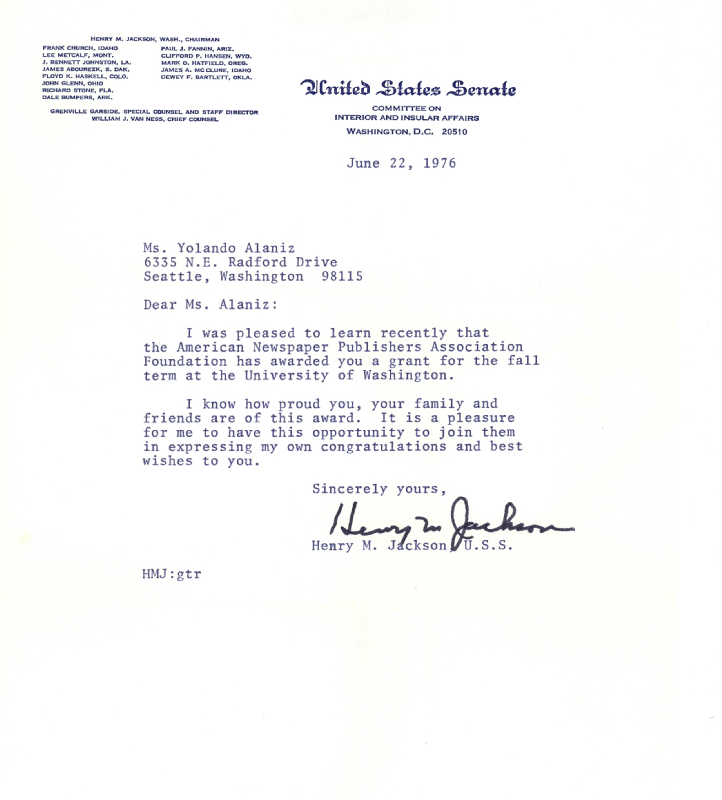 HENRY M. JACKSON, WASH., CHAIRMAN
FRANK CHURCH, IDAHO
LEE METCALF, MONT.
J. BENNETT JOHNSTON, LA.
JAMES ABOUREZK, S. DAK.
FLOYD K. HASKELL, COLO.
JOHN GLENN, OHIO
RICHARD STONE, FLA.
DALE BUMPERS, ARK.
PAUL J. FANNIN, ARIZ.
CLIFFORD P. HANSEN, WYO.
MARK O. HATFIELD, OREG.
JAMES A. MC CLURE, IDAHO
DEWEY F. BARTLETT, OKLA.
GRENVILLE GARSIDE, SPECIAL COUNSEL AND STAFF DIRECTOR
WILLIAM J. VAN NESS, CHIEF COUNSEL
United States Senate
COMMITTEE ON
INTERIOR AND INSULAR AFFAIRS
WASHINGTON, D.C. 20510
June 22, 1976
Ms. Yolando Alaniz
6335 N.E. Radford Drive
Seattle, Washington 98115
Dear Ms. Alaniz:
I was pleased to learn recently that
the American Newspaper Publishers Association
Foundation has awarded you a grant for the fall
term at the University of Washington.
I know how proud you, your family and
friends are of this award. It is a pleasure
for me to have this opportunity to join them
in expressing my own congratulations and best
wishes to you.
Sincerely yours,
Henry M Jackson
Henry M. Jackson, U.S.S.
HMJ:gtr